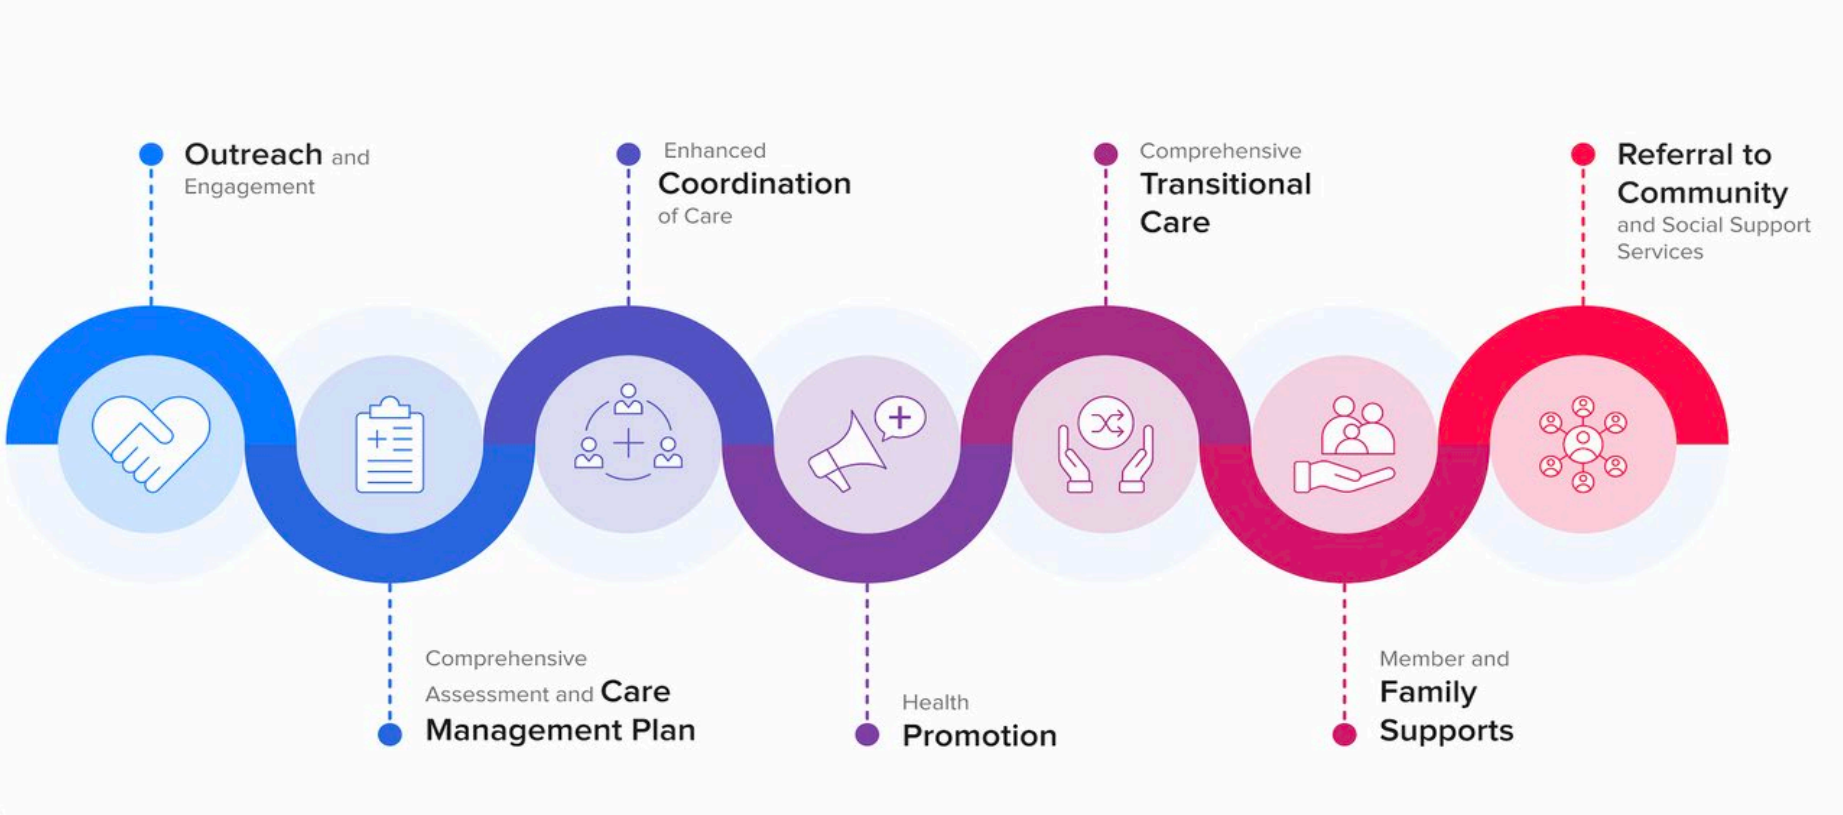 Outreach and
Engagement
Comprehensive
Assessment and Care
Management Plan
Enhanced
Coordination
of Care
Health
Promotion
Comprehensive
Transitional
Care
Member and
Family
Supports
Referral to
Community
and Social Support
Services